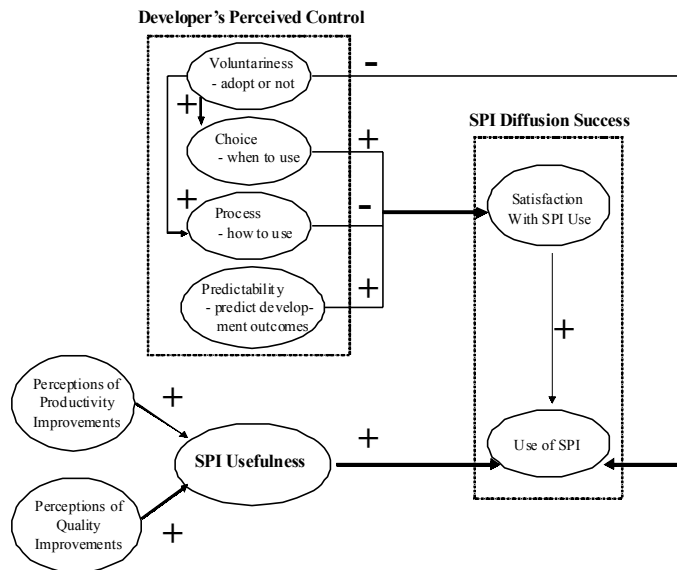 Developer's Perceived Control
Voluntariness
- adopt or not
-
+
SPI Diffusion Success
Choice
- when to use
+
+
Satisfaction
With SPI Use
Process
- how to use
-
Predictability
- predict develop-
ment outcomes
+
+
Perceptions of
Productivity
Improvements
+
SPI Usefulness
+
Use of SPI
Perceptions of
Quality
Improvements
+